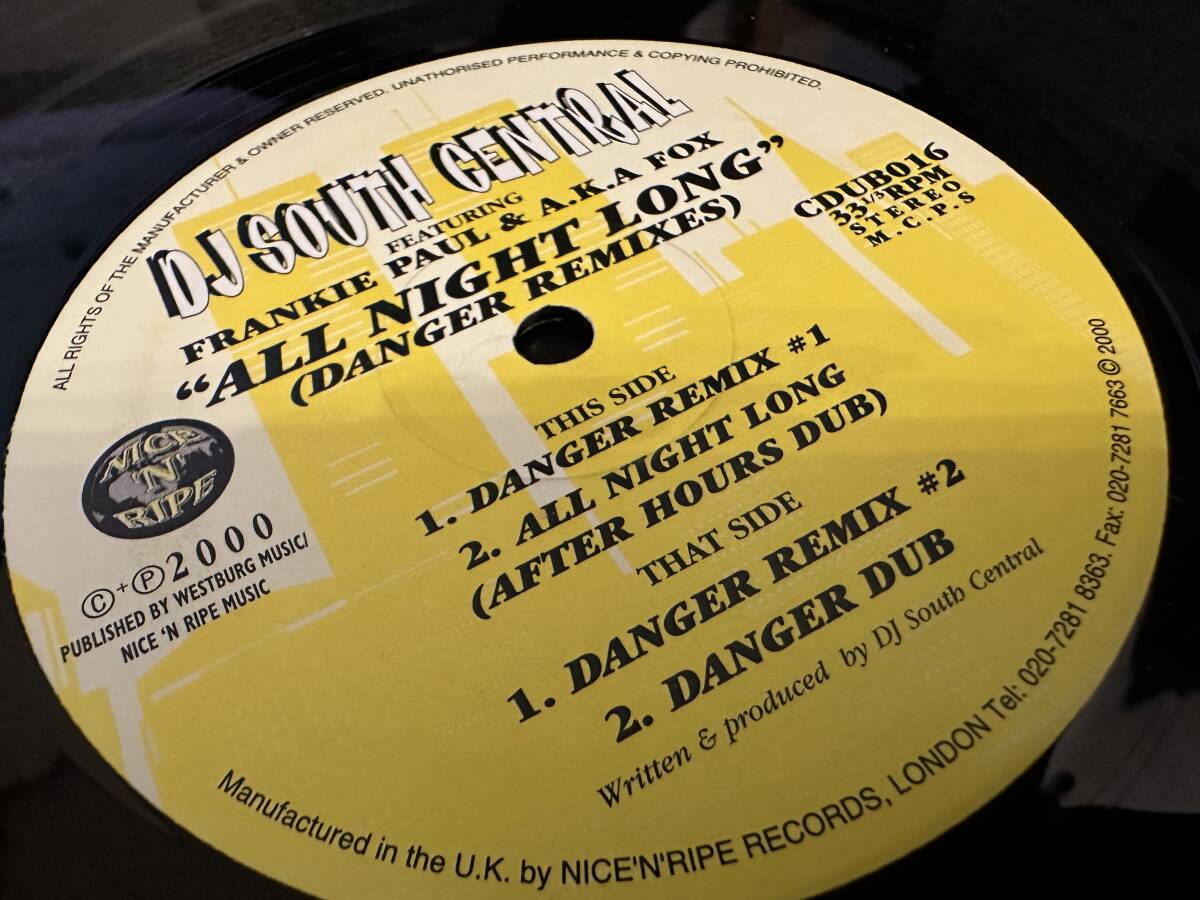 ALL RIGHTS OF THE MANUFACTURER & OWNER RESERVED. UNATHORISED PERFORMANCE & COPYING PROHIBITED.
DJ SOUTH CENTRAL
FEATURING
FRANKIE PAUL & A.K.A FOX
“ALL NIGHT LONG”
(DANGER REMIXES)
CDUB016
33 1/3 RPM
STEREO
M.C.P.S
THIS SIDE
1. DANGER REMIX #1
2. ALL NIGHT LONG
(AFTER HOURS DUB)
THAT SIDE
1. DANGER REMIX #2
2. DANGER DUB
Written & produced by DJ South Central
NICE
'N'
RIPE
©+℗2000
PUBLISHED BY WESTBURG MUSIC/
NICE 'N RIPE MUSIC
Manufactured in the U.K. by NICE'N'RIPE RECORDS, LONDON Tel: 020-7281 8363. Fax: 020-7281 7663 © 2000